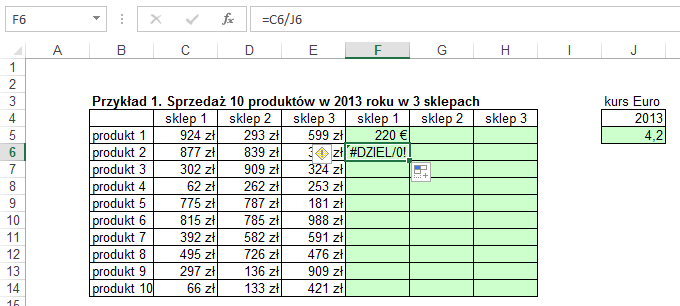 F6 =C6/J6
A B C D E F G H I J
1
2
3 Przykład 1. Sprzedaż 10 produktów w 2013 roku w 3 sklepach kurs Euro
4 sklep 1 sklep 2 sklep 3 sklep 1 sklep 2 sklep 3 2013
5 produkt 1 924 zł 293 zł 599 zł 220 € 4,2
6 produkt 2 877 zł 839 zł zł #DZIEL/0!
7 produkt 3 302 zł 909 zł 324 zł
8 produkt 4 62 zł 262 zł 253 zł
9 produkt 5 775 zł 787 zł 181 zł
10 produkt 6 815 zł 785 zł 988 zł
11 produkt 7 392 zł 582 zł 591 zł
12 produkt 8 495 zł 726 zł 476 zł
13 produkt 9 297 zł 136 zł 909 zł
14 produkt 10 66 zł 133 zł 421 zł